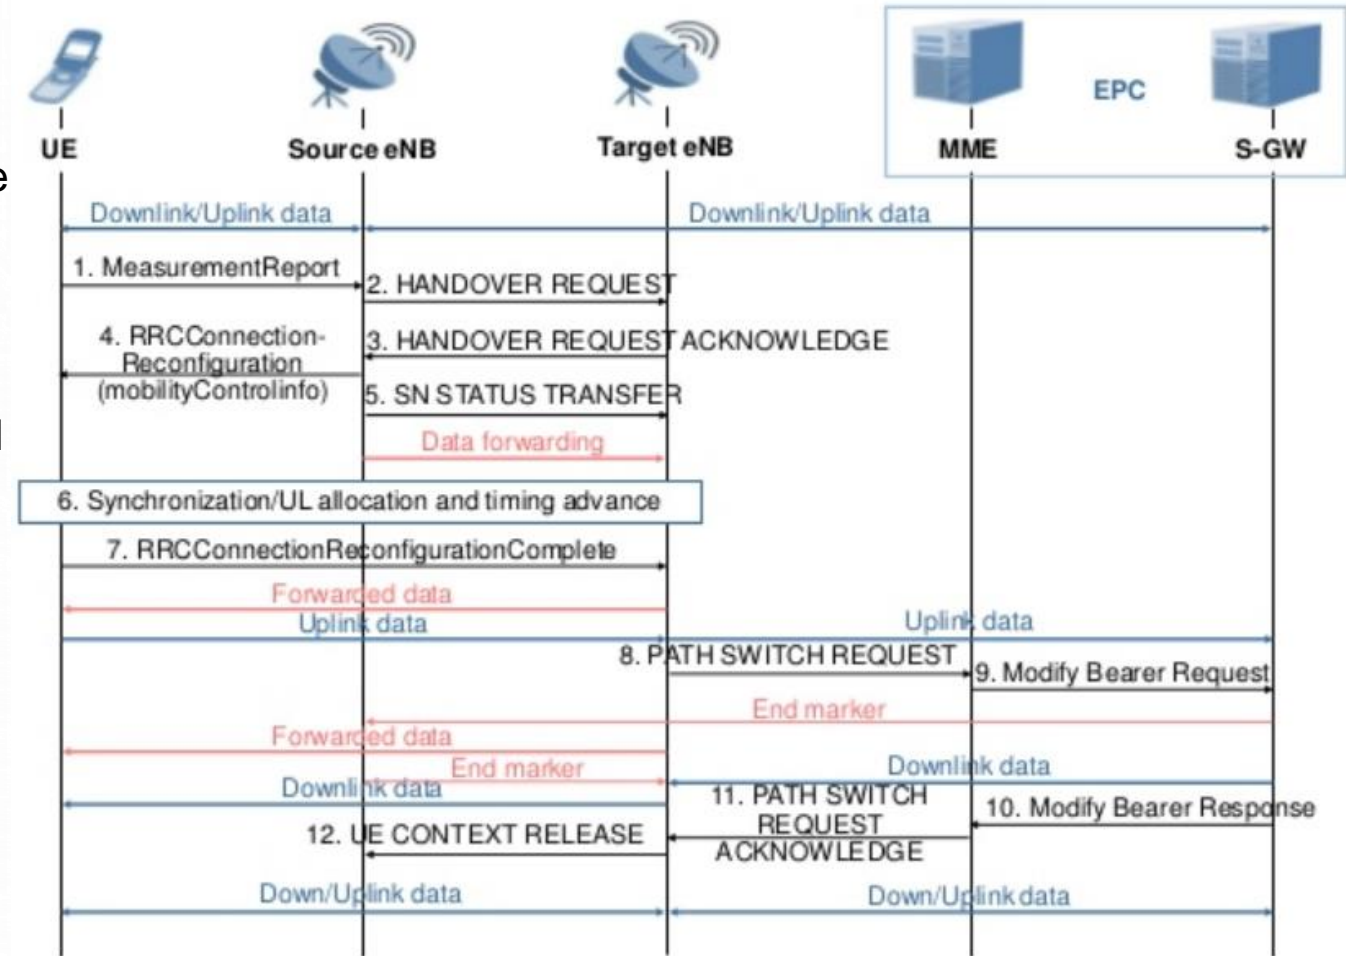 EPC
UE
Source eNB
Target eNB
MME
S-GW
e
Downlink/Uplink data
Downlink/Uplink data
1. MeasurementReport
2. HANDOVER REQUEST
4. RRCConnection-
Reconfiguration
(mobilityControlinfo)
3. HANDOVER REQUEST ACKNOWLEDGE
5. SN STATUS TRANSFER
Data forwarding
6. Synchronization/UL allocation and timing advance
7. RRCConnectionReconfigurationComplete
Forwarded data
Uplink data
Uplink data
8. PATH SWITCH REQUEST
9. Modify Bearer Request
End marker
Forwarded data
End marker
Downlink data
Downlink data
11. PATH SWITCH
REQUEST
ACKNOWLEDGE
10. Modify Bearer Response
12. UE CONTEXT RELEASE
Down/Uplink data
Down/Uplink data